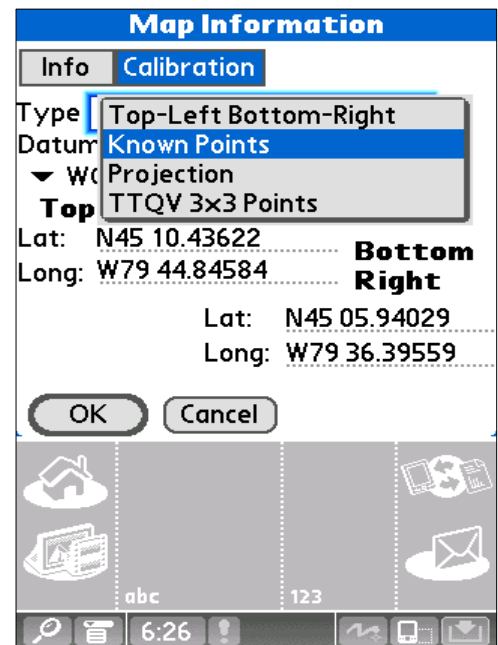 Map Information
Info Calibration
Type
Top-Left Bottom-Right
Datum
Known Points
Projection
Top
TTQV 3x3 Points
Lat: N45 10.43622
Long: W79 44.84584
Bottom
Right
Lat: N45 05.94029
Long: W79 36.39559
OK Cancel
abc 123
6:26